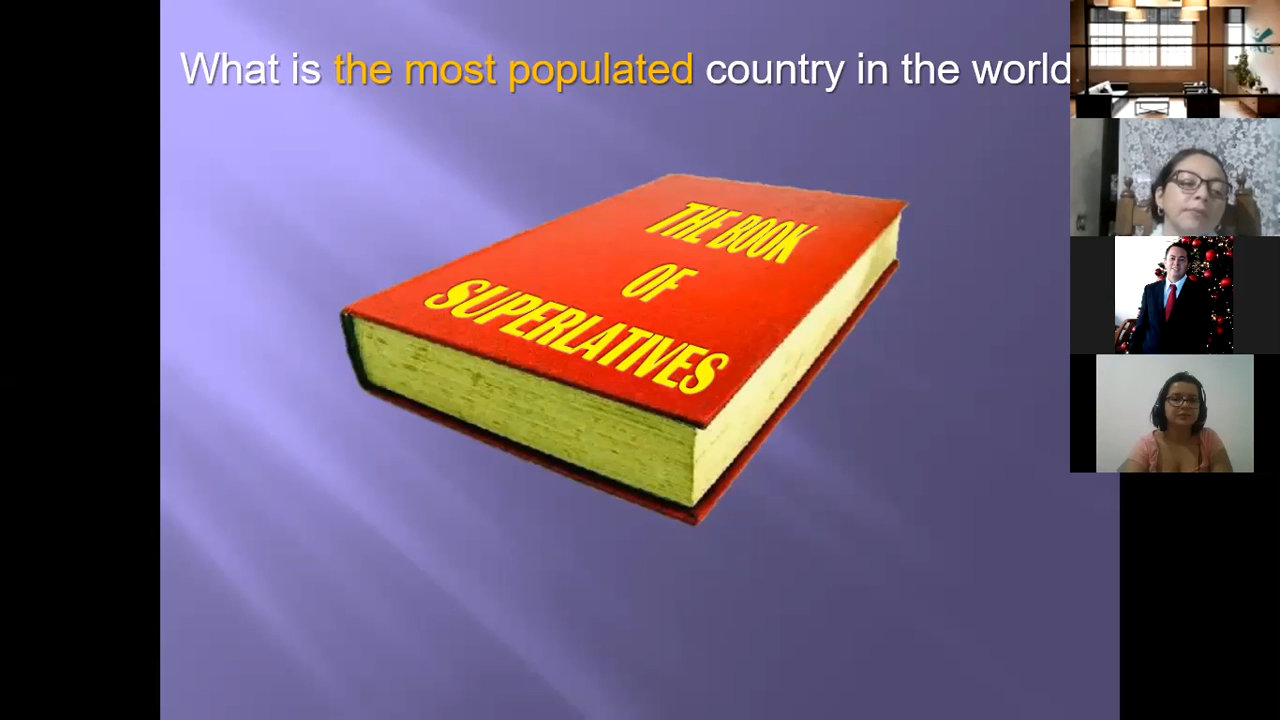 What is the most populated country in the world
THE BOOK
OF
SUPERLATIVES